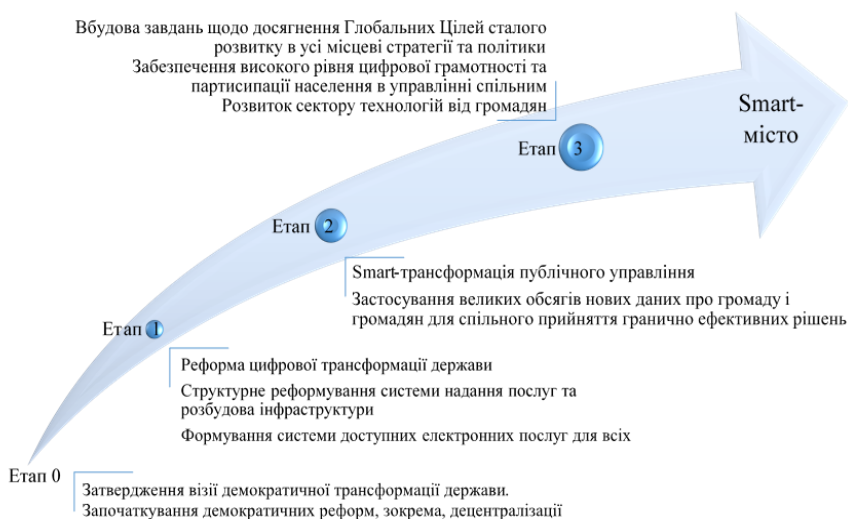 Вбудова завдань щодо досягнення Глобальних Цілей сталого
розвитку в усі місцеві стратегії та політики
Забезпечення високого рівня цифрової грамотності та
партисипації населення в управлінні спільним
Розвиток сектору технологій від громадян
Smart-
місто
Етап 3
Етап 2
Smart-трансформація публічного управління
Застосування великих обсягів нових даних про громаду і
громадян для спільного прийняття гранично ефективних рішень
Етап 1
Реформа цифрової трансформації держави
Структурне реформування системи надання послуг та
розбудова інфраструктури
Формування системи доступних електронних послуг для всіх
Етап 0
Затвердження візії демократичної трансформації держави.
Започаткування демократичних реформ, зокрема, децентралізації